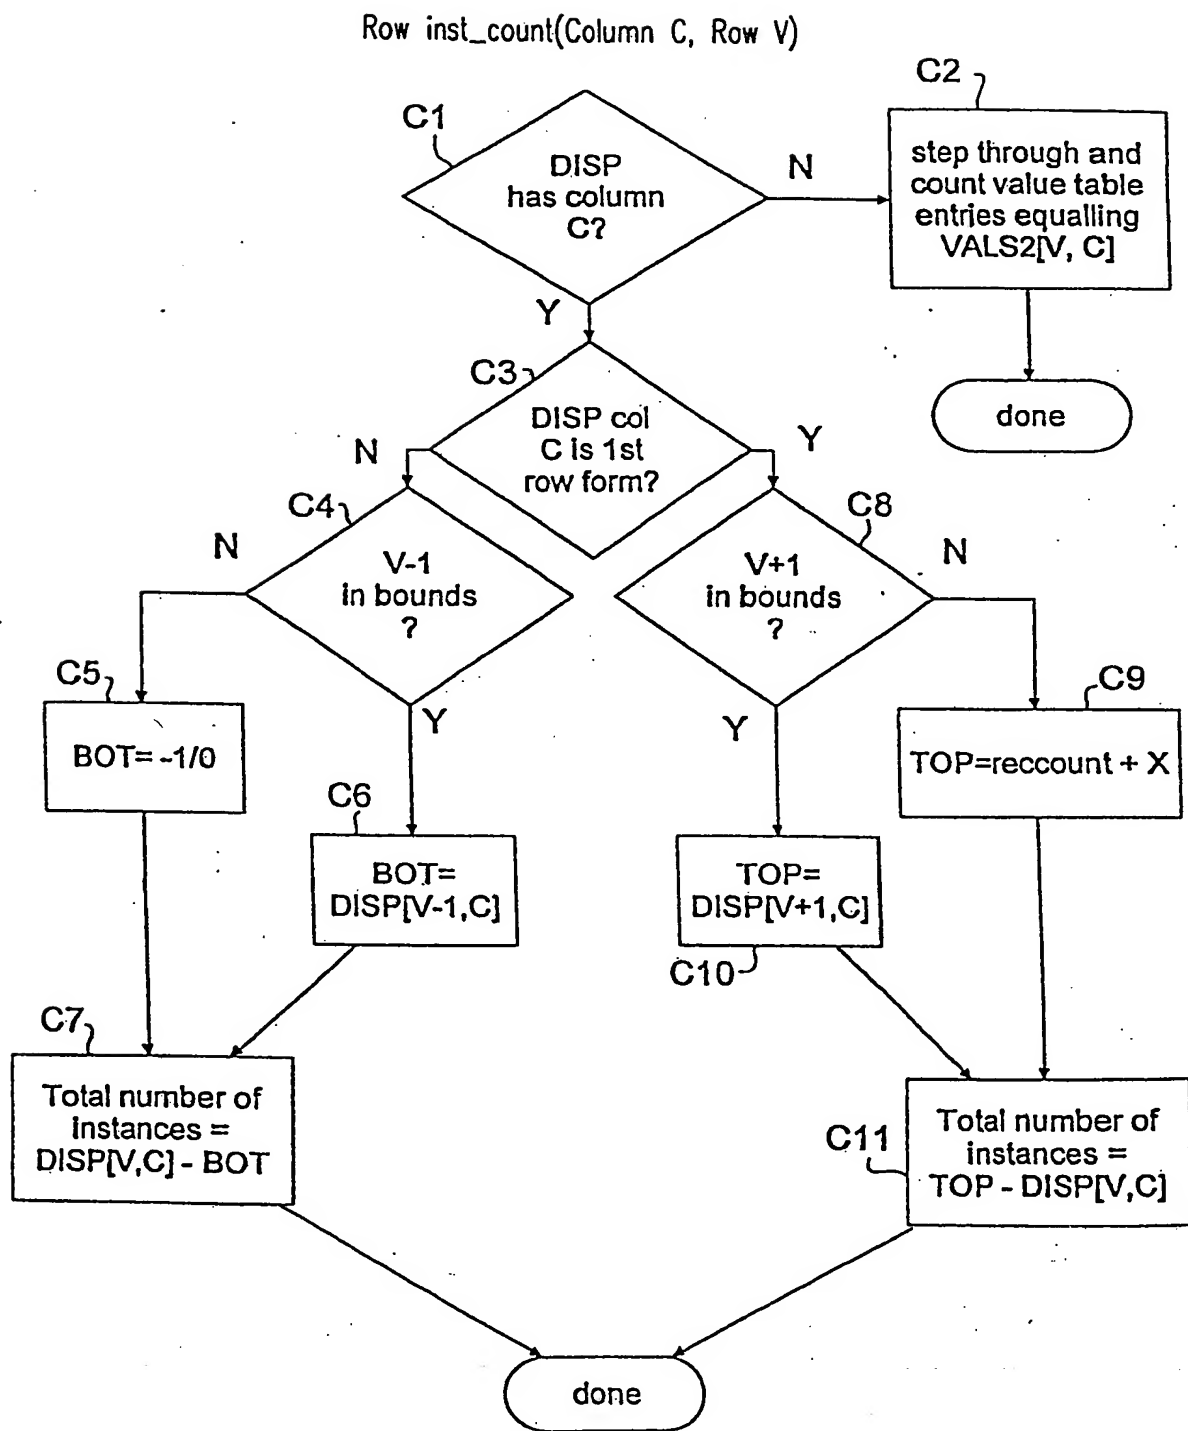 Row inst_count(Column C, Row V)
C1
DISP
has column
C?
N
C2
step through and
count value table
entries equalling
VALS2[V, C]
done
Y
C3
DISP col
C is 1st
row form?
N
Y
C4
V-1
in bounds
?
N
Y
C8
V+1
in bounds
?
N
Y
C5
BOT= -1/0
C6
BOT=
DISP[V-1,C]
C9
TOP=reccount + X
TOP=
DISP[V+1,C]
C10
C7
Total number of
instances =
DISP[V,C] - BOT
C11
Total number of
instances =
TOP - DISP[V,C]
done